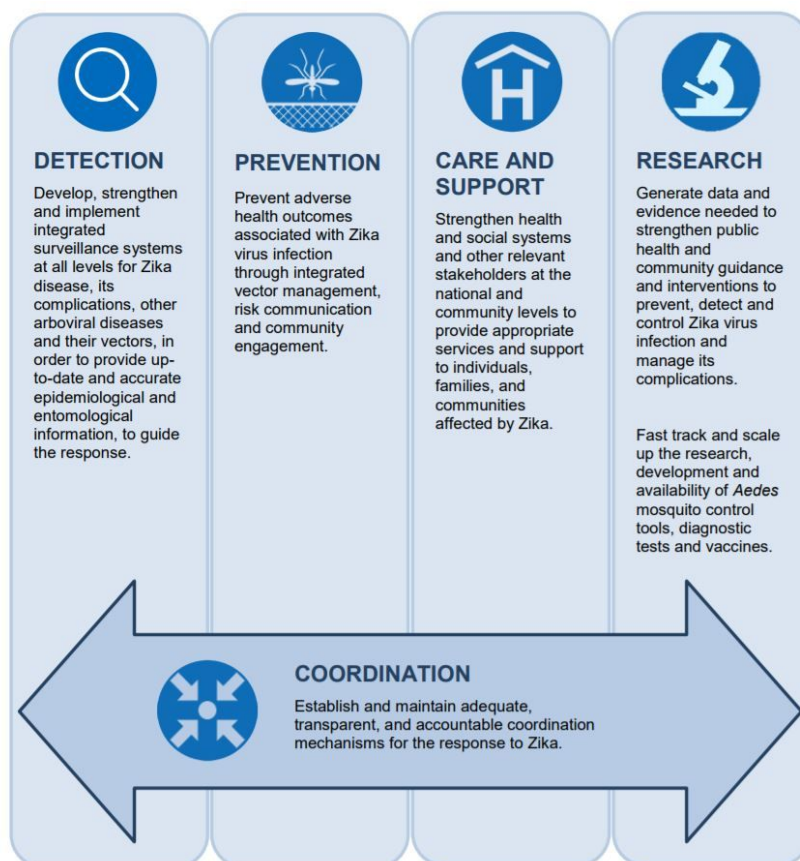 DETECTION
Develop, strengthen
and implement
integrated
surveillance systems
at all levels for Zika
disease, its
complications, other
arboviral diseases
and their vectors, in
order to provide up-
to-date and accurate
epidemiological and
entomological
information, to guide
the response.
PREVENTION
Prevent adverse
health outcomes
associated with Zika
virus infection
through integrated
vector management,
risk communication
and community
engagement.
H
CARE AND
SUPPORT
Strengthen health
and social systems
and other relevant
stakeholders at the
national and
community levels to
provide appropriate
services and support
to individuals,
families, and
communities
affected by Zika.
RESEARCH
Generate data and
evidence needed to
strengthen public
health and
community guidance
and interventions to
prevent, detect and
control Zika virus
infection and
manage its
complications.
Fast track and scale
up the research,
development and
availability of Aedes
mosquito control
tools, diagnostic
tests and vaccines.
COORDINATION
Establish and maintain adequate,
transparent, and accountable coordination
mechanisms for the response to Zika.